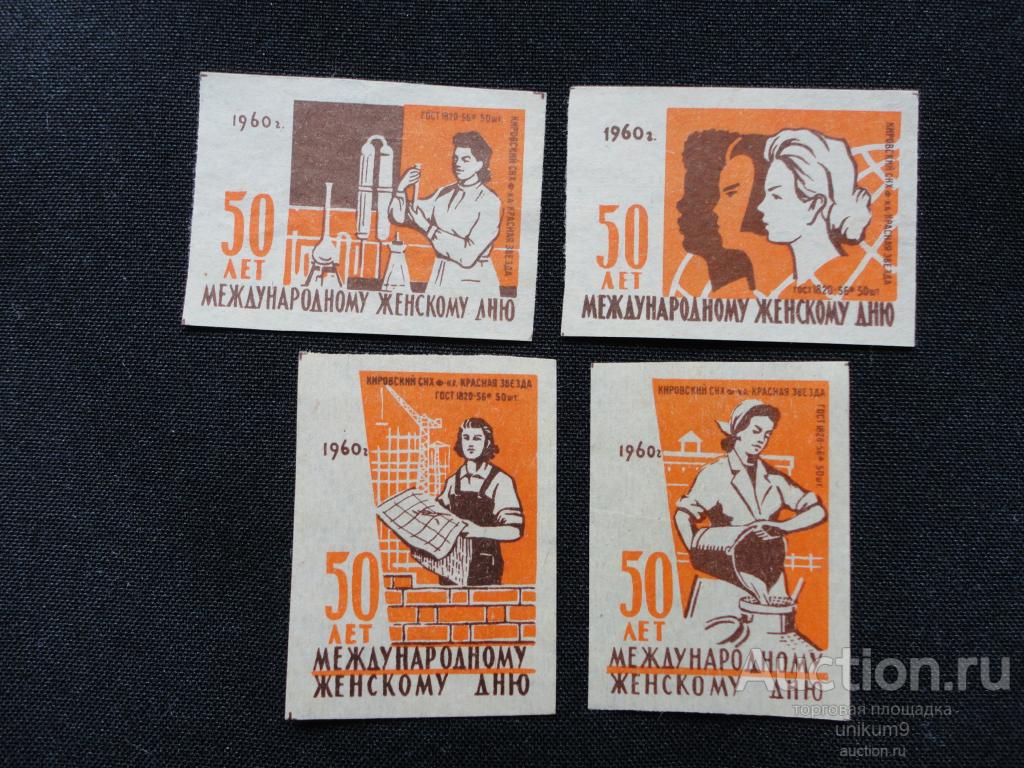 1960 г.
ГОСТ 1820-56* 50 шт.
КИРОВСКИЙ СНХ Ф-КА КРАСНАЯ ЗВЕЗДА
50
ЛЕТ
МЕЖДУНАРОДНОМУ ЖЕНСКОМУ ДНЮ
1960 г.
КИРОВСКИЙ СНХ Ф-КА КРАСНАЯ ЗВЕЗДА
50
ЛЕТ
ГОСТ 1820-56* 50 шт.
МЕЖДУНАРОДНОМУ ЖЕНСКОМУ ДНЮ
КИРОВСКИЙ СНХ Ф-КА. КРАСНАЯ ЗВЕЗДА
ГОСТ 1820-56* 50 шт.
1960 г
50
ЛЕТ
МЕЖДУНАРОДНОМУ
ЖЕНСКОМУ ДНЮ
КИРОВСКИЙ СНХ Ф-КА. КРАСНАЯ ЗВЕЗДА
ГОСТ 1820-56* 50 шт.
1960 г
50
ЛЕТ
МЕЖДУНАРОДНОМУ
ЖЕНСКОМУ ДНЮ
Auction.ru
торговая площадка
unikum9
auction.ru